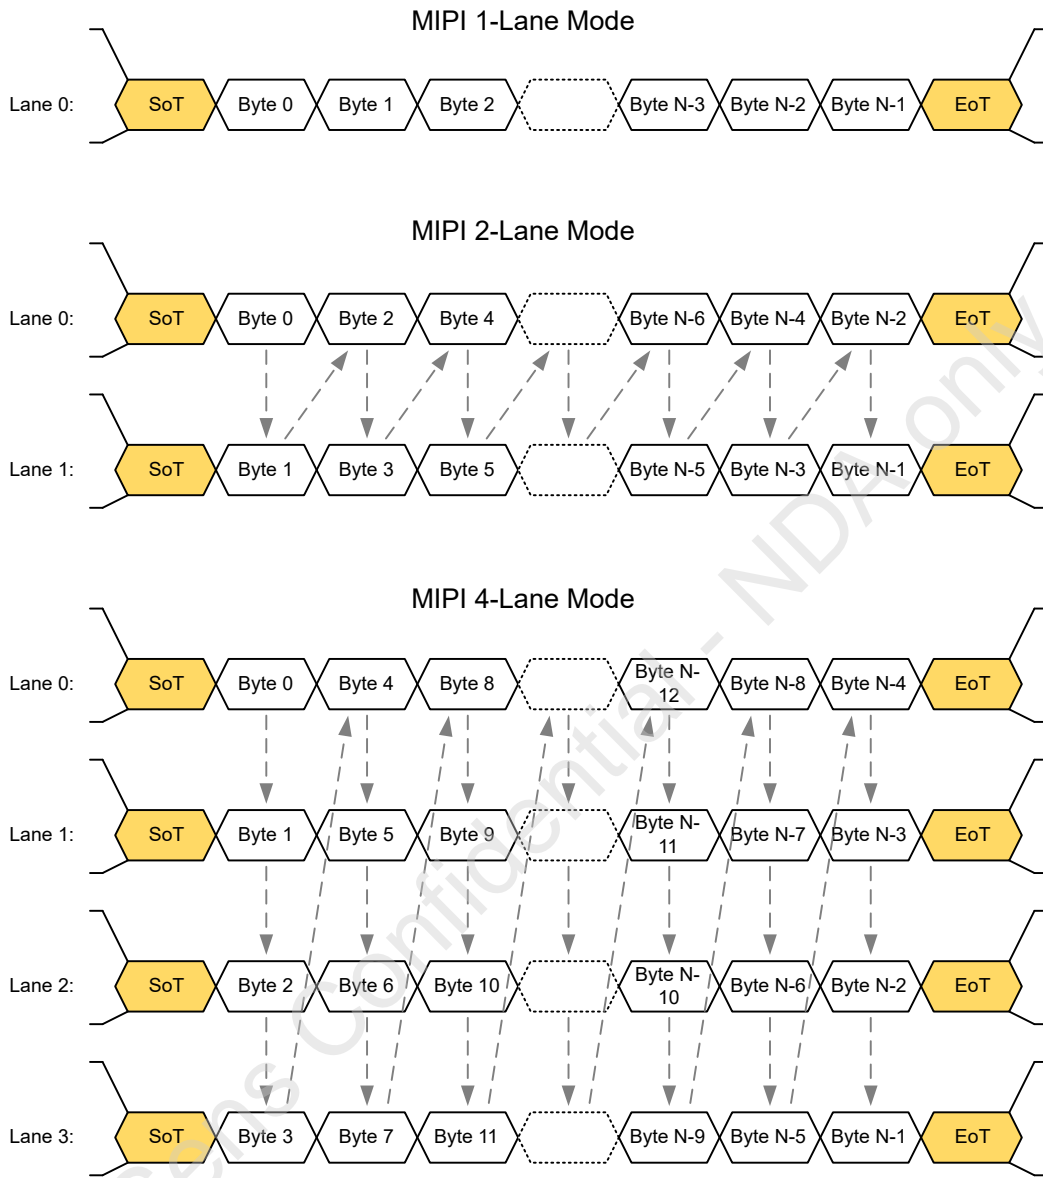 MIPI 1-Lane Mode
Lane 0: SoT Byte 0 Byte 1 Byte 2 Byte N-3 Byte N-2 Byte N-1 EoT
MIPI 2-Lane Mode
Lane 0: SoT Byte 0 Byte 2 Byte 4 Byte N-6 Byte N-4 Byte N-2 EoT
Lane 1: SoT Byte 1 Byte 3 Byte 5 Byte N-5 Byte N-3 Byte N-1 EoT
MIPI 4-Lane Mode
Lane 0: SoT Byte 0 Byte 4 Byte 8 Byte N-12 Byte N-8 Byte N-4 EoT
Lane 1: SoT Byte 1 Byte 5 Byte 9 Byte N-11 Byte N-7 Byte N-3 EoT
Lane 2: SoT Byte 2 Byte 6 Byte 10 Byte N-10 Byte N-6 Byte N-2 EoT
Lane 3: SoT Byte 3 Byte 7 Byte 11 Byte N-9 Byte N-5 Byte N-1 EoT
Confidential - NDA only